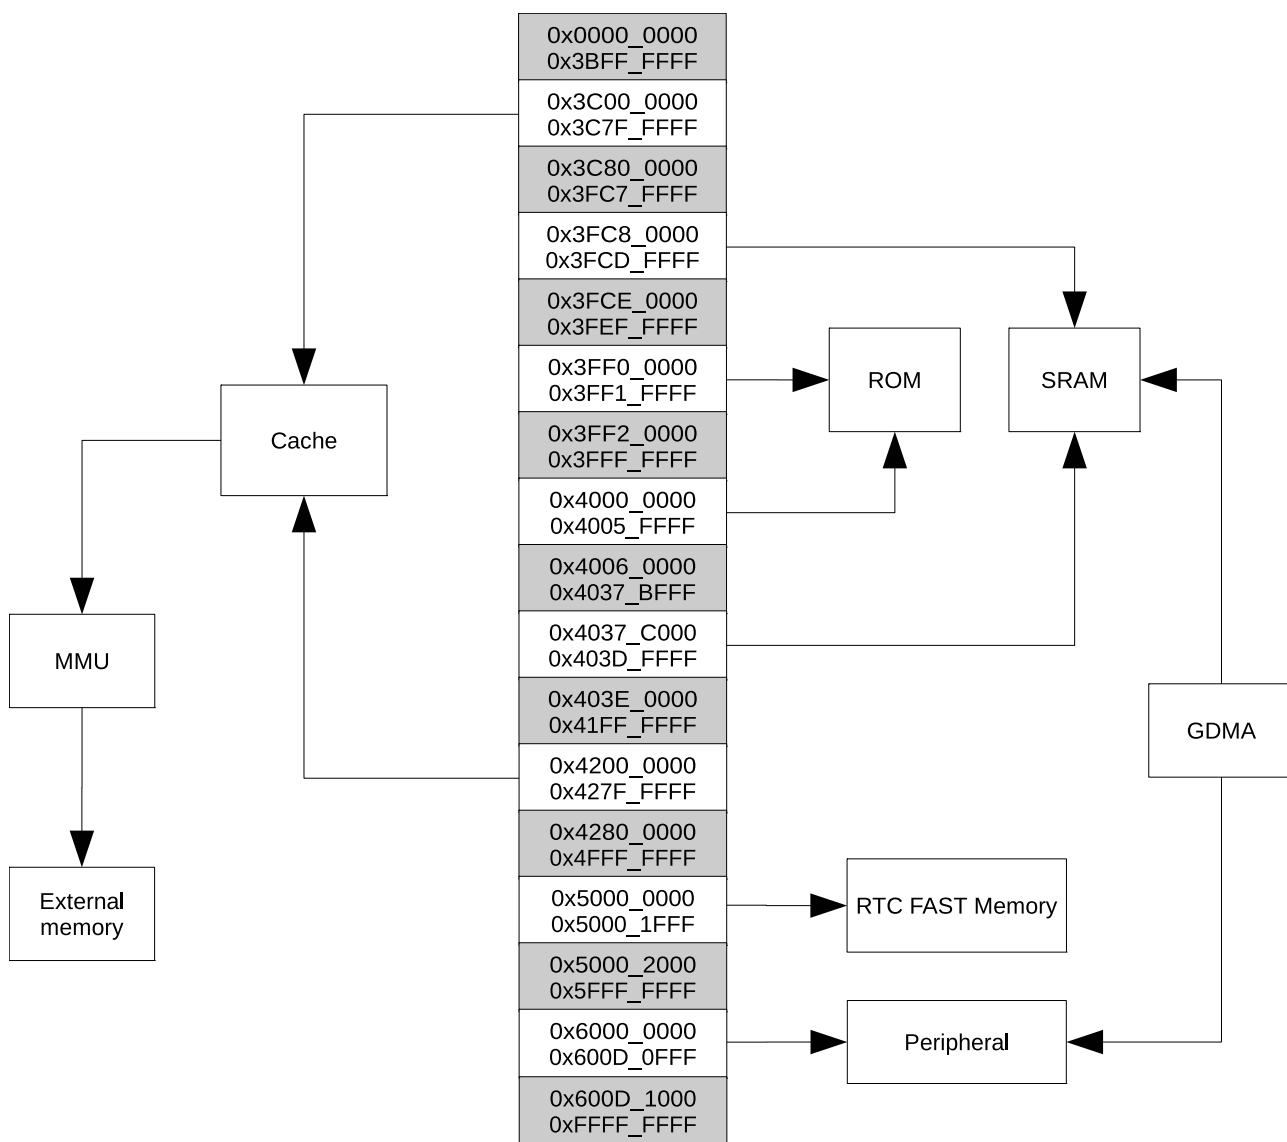 0x0000_0000
0x3BFF_FFFF
0x3C00_0000
0x3C7F_FFFF
0x3C80_0000
0x3FC7_FFFF
0x3FC8_0000
0x3FCD_FFFF
0x3FCE_0000
0x3FEF_FFFF
0x3FF0_0000
0x3FF1_FFFF
0x3FF2_0000
0x3FFF_FFFF
0x4000_0000
0x4005_FFFF
0x4006_0000
0x4037_BFFF
0x4037_C000
0x403D_FFFF
0x403E_0000
0x41FF_FFFF
0x4200_0000
0x427F_FFFF
0x4280_0000
0x4FFF_FFFF
0x5000_0000
0x5000_1FFF
0x5000_2000
0x5FFF_FFFF
0x6000_0000
0x600D_0FFF
0x600D_1000
0xFFFF_FFFF
Cache
MMU
External
memory
ROM
SRAM
GDMA
RTC FAST Memory
Peripheral